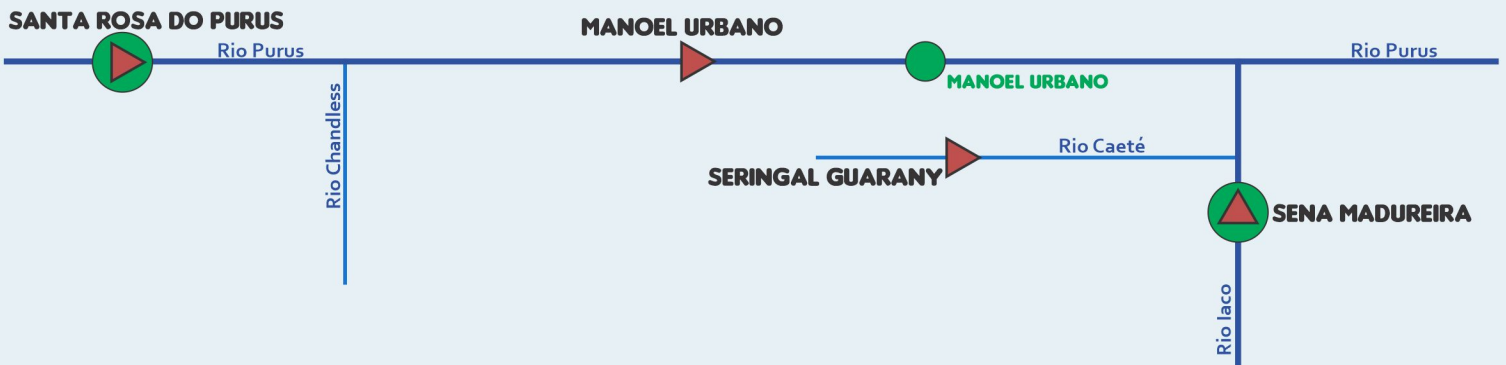 SANTA ROSA DO PURUS
MANOEL URBANO
Rio Purus
Rio Purus
MANOEL URBANO
Rio Chandless
Rio Caeté
SERINGAL GUARANY
SENA MADUREIRA
Rio Iaco